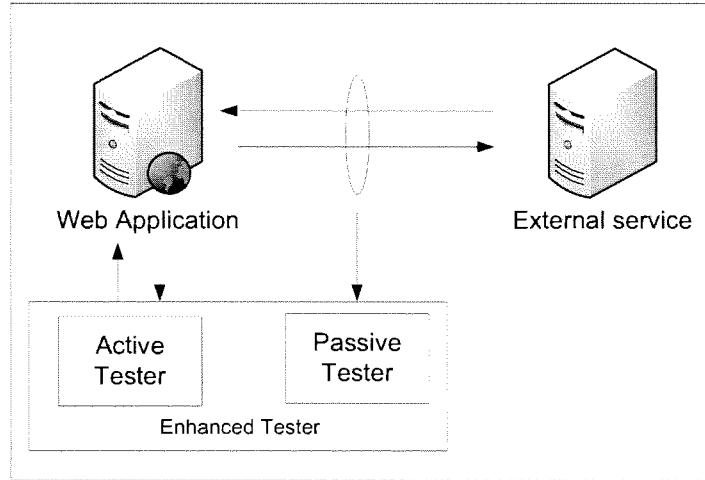 Web Application
External service
Active
Tester
Passive
Tester
Enhanced Tester